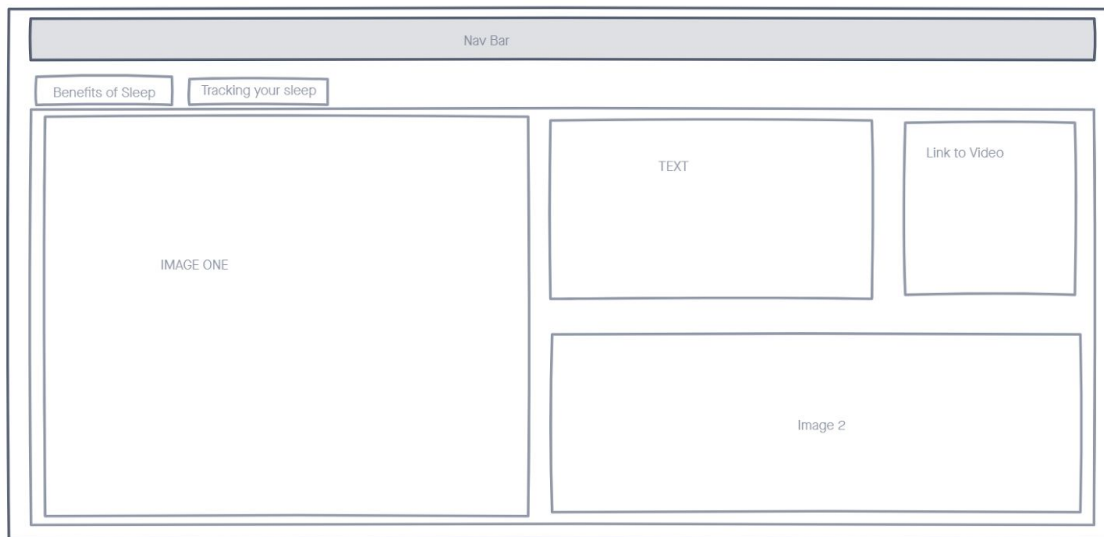 Nav Bar
Benefits of Sleep
Tracking your sleep
TEXT
Link to Video
IMAGE ONE
Image 2